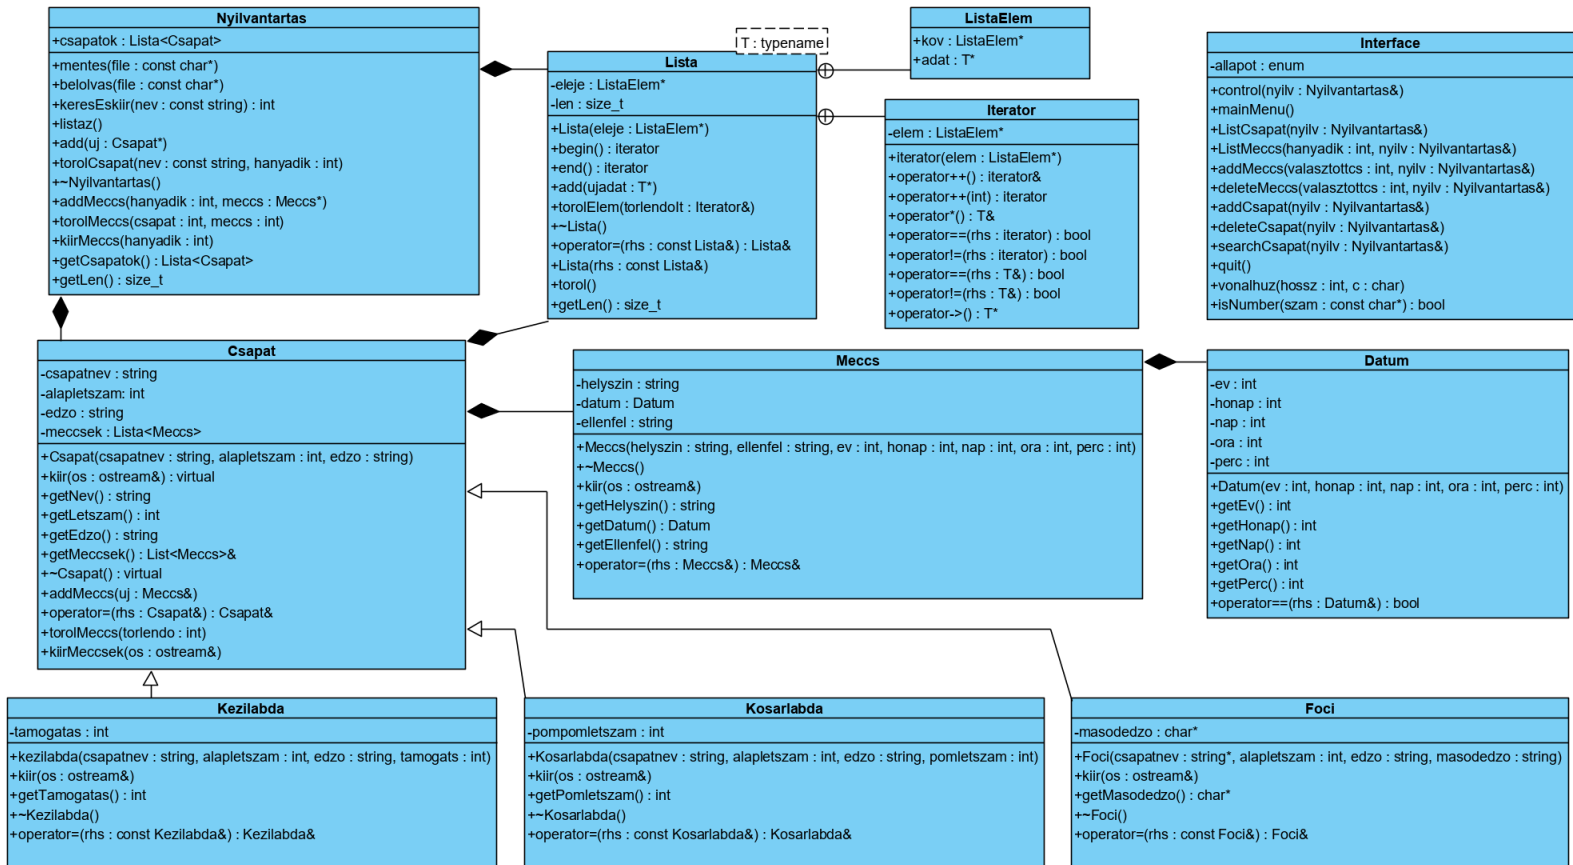 Nyilvantartas
+csapatok : Lista<Csapat>
+mentes(file : const char*)
+belolvas(file : const char*)
+keresEskiir(nev : const string) : int
+listaz()
+add(uj : Csapat*)
+torolCsapat(nev : const string, hanyadik : int)
+~Nyilvantartas()
+addMeccs(hanyadik : int, meccs : Meccs*)
+torolMeccs(csapat : int, meccs : int)
+kiirMeccs(hanyadik : int)
+getCsapatok() : Lista<Csapat>
+getLen() : size_t
T : typename
Lista
-eleje : ListaElem*
-len : size_t
+Lista(eleje : ListaElem*)
+begin() : iterator
+end() : iterator
+add(ujadat : T*)
+torolElem(torlendoIt : Iterator&)
+~Lista()
+operator=(rhs : const Lista&) : Lista&
+Lista(rhs : const Lista&)
+torol()
+getLen() : size_t
ListaElem
+kov : ListaElem*
+adat : T*
Iterator
-elem : ListaElem*
+iterator(elem : ListaElem*)
+operator++() : iterator&
+operator++(int) : iterator
+operator*() : T&
+operator==(rhs : iterator) : bool
+operator!=(rhs : iterator) : bool
+operator==(rhs : T&) : bool
+operator!=(rhs : T&) : bool
+operator->() : T*
Interface
-allapot : enum
+control(nyilv : Nyilvantartas&)
+mainMenu()
+ListCsapat(nyilv : Nyilvantartas&)
+ListMeccs(hanyadik : int, nyilv : Nyilvantartas&)
+addMeccs(valasztottcs : int, nyilv : Nyilvantartas&)
+deleteMeccs(valasztottcs : int, nyilv : Nyilvantartas&)
+addCsapat(nyilv : Nyilvantartas&)
+deleteCsapat(nyilv : Nyilvantartas&)
+searchCsapat(nyilv : Nyilvantartas&)
+quit()
+vonalhuz(hossz : int, c : char)
+isNumber(szam : const char*) : bool
Csapat
-csapatnev : string
-alapletszam: int
-edzo : string
-meccsek : Lista<Meccs>
+Csapat(csapatnev : string, alapletszam : int, edzo : string)
+kiir(os : ostream&) : virtual
+getNev() : string
+getLetszam() : int
+getEdzo() : string
+getMeccsek() : List<Meccs>&
+~Csapat() : virtual
+addMeccs(uj : Meccs&)
+operator=(rhs : Csapat&) : Csapat&
+torolMeccs(torlendo : int)
+kiirMeccsek(os : ostream&)
Meccs
-helyszin : string
-datum : Datum
-ellenfel : string
+Meccs(helyszin : string, ellenfel : string, ev : int, honap : int, nap : int, ora : int, perc : int)
+~Meccs()
+kiir(os : ostream&)
+getHelyszin() : string
+getDatum() : Datum
+getEllenfel() : string
+operator=(rhs : Meccs&) : Meccs&
Datum
-ev : int
-honap : int
-nap : int
-ora : int
-perc : int
+Datum(ev : int, honap : int, nap : int, ora : int, perc : int)
+getEv() : int
+getHonap() : int
+getNap() : int
+getOra() : int
+getPerc() : int
+operator==(rhs : Datum&) : bool
Kezilabda
-tamogatas : int
+kezilabda(csapatnev : string, alapletszam : int, edzo : string, tamogats : int)
+kiir(os : ostream&)
+getTamogatas() : int
+~Kezilabda()
+operator=(rhs : const Kezilabda&) : Kezilabda&
Kosarlabda
-pompomletszam : int
+Kosarlabda(csapatnev : string, alapletszam : int, edzo : string, pomletszam : int)
+kiir(os : ostream&)
+getPomletszam() : int
+~Kosarlabda()
+operator=(rhs : const Kosarlabda&) : Kosarlabda&
Foci
-masodedzo : char*
+Foci(csapatnev : string*, alapletszam : int, edzo : string, masodedzo : string)
+kiir(os : ostream&)
+getMasodedzo() : char*
+~Foci()
+operator=(rhs : const Foci&) : Foci&